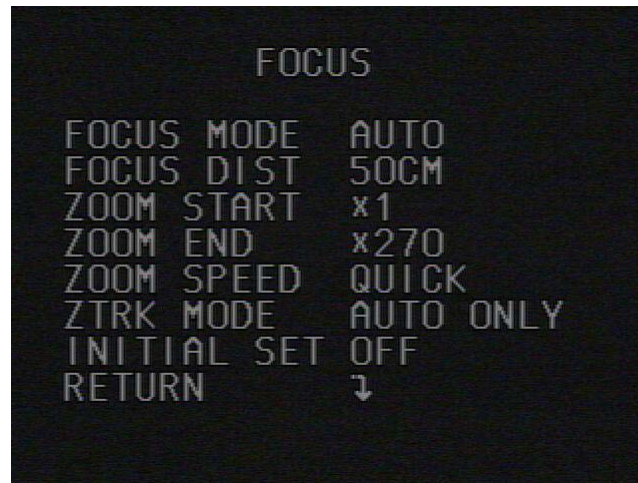 FOCUS
FOCUS MODE AUTO
FOCUS DIST 50CM
ZOOM START x1
ZOOM END x270
ZOOM SPEED QUICK
ZTRK MODE AUTO ONLY
INITIAL SET OFF
RETURN ↴